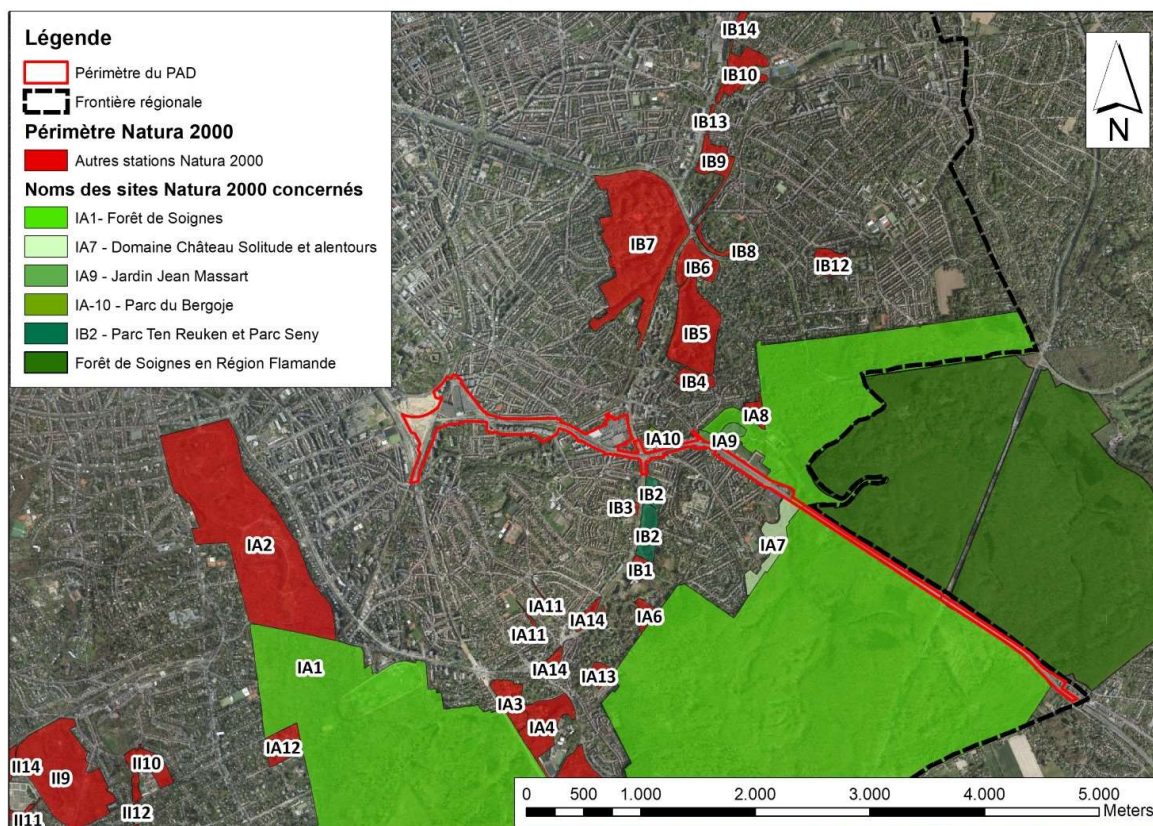 Légende
Périmètre du PAD
Frontière régionale
Périmètre Natura 2000
Autres stations Natura 2000
Noms des sites Natura 2000 concernés
IA1- Forêt de Soignes
IA7 - Domaine Château Solitude et alentours
IA9 - Jardin Jean Massart
IA-10 - Parc du Bergoje
IB2 - Parc Ten Reuken et Parc Seny
Forêt de Soignes en Région Flamande
IB14
IB10
IB13
IB9
IB7
IB8
IB6
IB12
IB5
IB4
IA8
IA10
IA9
IB2
IB3
IB2
IA7
IB1
IA2
IA11
IA14
IA6
IA11
IA14
IA13
IA1
IA3
IA4
IA12
II14
II9
II10
II12
II11
N
0 500 1.000 2.000 3.000 4.000 5.000
Meters